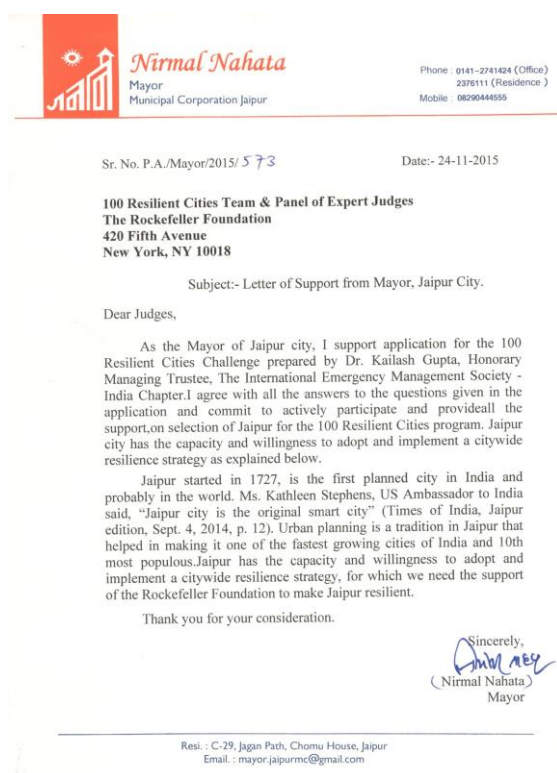 Nirmal Nahata
Mayor
Municipal Corporation Jaipur
Phone : 0141-2741424 (Office)
2376111 (Residence )
Mobile : 08290444555
Sr. No. P.A./Mayor/2015/ 573
Date:- 24-11-2015
100 Resilient Cities Team & Panel of Expert Judges
The Rockefeller Foundation
420 Fifth Avenue
New York, NY 10018
Subject:- Letter of Support from Mayor, Jaipur City.
Dear Judges,
As the Mayor of Jaipur city, I support application for the 100
Resilient Cities Challenge prepared by Dr. Kailash Gupta, Honorary
Managing Trustee, The International Emergency Management Society -
India Chapter.I agree with all the answers to the questions given in the
application and commit to actively participate and provideall the
support,on selection of Jaipur for the 100 Resilient Cities program. Jaipur
city has the capacity and willingness to adopt and implement a citywide
resilience strategy as explained below.
Jaipur started in 1727, is the first planned city in India and
probably in the world. Ms. Kathleen Stephens, US Ambassador to India
said, “Jaipur city is the original smart city” (Times of India, Jaipur
edition, Sept. 4, 2014, p. 12). Urban planning is a tradition in Jaipur that
helped in making it one of the fastest growing cities of India and 10th
most populous.Jaipur has the capacity and willingness to adopt and
implement a citywide resilience strategy, for which we need the support
of the Rockefeller Foundation to make Jaipur resilient.
Thank you for your consideration.
Sincerely,
(Nirmal Nahata)
Mayor
Resi. : C-29, Jagan Path, Chomu House, Jaipur
Email. : mayor.jaipurmc@gmail.com